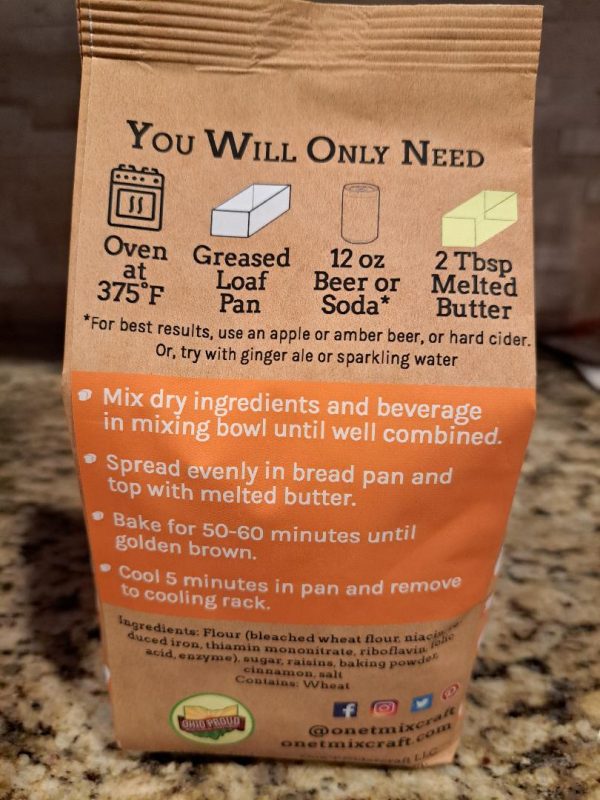 You Will Only Need
Oven at 375°F
Greased Loaf Pan
12 oz Beer or Soda*
2 Tbsp Melted Butter
*For best results, use an apple or amber beer, or hard cider.
Or, try with ginger ale or sparkling water
Mix dry ingredients and beverage
in mixing bowl until well combined.
Spread evenly in bread pan and
top with melted butter.
Bake for 50-60 minutes until
golden brown.
Cool 5 minutes in pan and remove
to cooling rack.
Ingredients: Flour (bleached wheat flour, niacin,
duced iron, thiamin mononitrate, riboflavin, folic
acid, enzyme), sugar, raisins, baking powder,
cinnamon, salt
Contains: Wheat
OHIO PROUD
@onetmixcraft
onetmixcraft.com
LLC